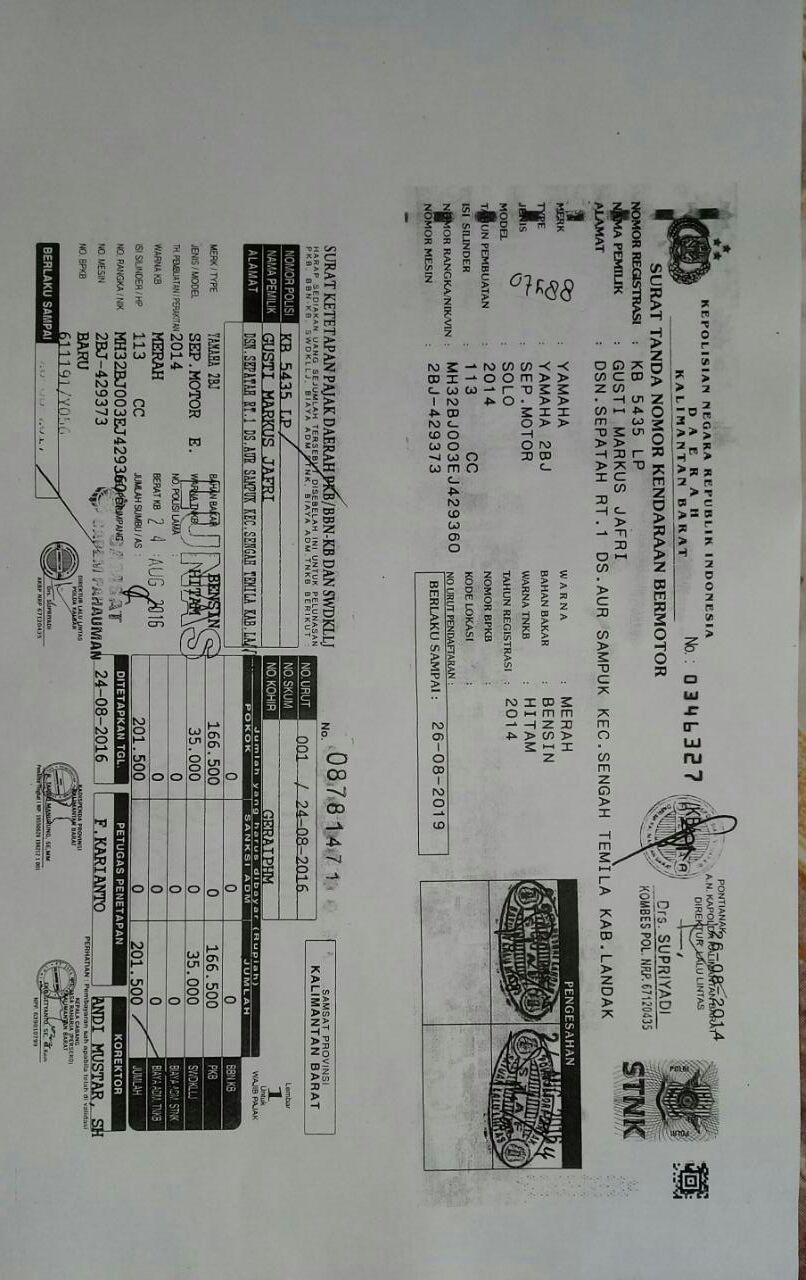 KEPOLISIAN NEGARA REPUBLIK INDONESIA
D A E R A H
KALIMANTAN BARAT
No. : 0346327
SURAT TANDA NOMOR KENDARAAN BERMOTOR
PONTIANAK 26-08-2014
A.N. KAPOLDA KALIMANTAN BARAT
DIREKTUR LALU LINTAS
Drs. SUPRIYADI
KOMBES POL. NRP. 67120435
STNK
NOMOR REGISTRASI : KB 5435 LP
NAMA PEMILIK : GUSTI MARKUS JAFRI
ALAMAT : DSN.SEPATAH RT.1 DS.AUR SAMPUK KEC.SENGAH TEMILA KAB.LANDAK
MERK : YAMAHA
TYPE : YAMAHA 2BJ
JENIS : SEP.MOTOR
MODEL : SOLO
TAHUN PEMBUATAN : 2014
ISI SILINDER : 113 CC
NOMOR RANGKA/NIK/VIN : MH32BJ003EJ429360
NOMOR MESIN : 2BJ-429373
WARNA : MERAH
BAHAN BAKAR : BENSIN
WARNA TNKB : HITAM
TAHUN REGISTRASI : 2014
NOMOR BPKB :
KODE LOKASI :
NO URUT PENDAFTARAN :
BERLAKU SAMPAI : 26-08-2019
PENGESAHAN
SURAT KETETAPAN PAJAK DAERAH PKB/BBN-KB DAN SWDKLLJ
HARAP SEDIAKAN UANG SEJUMLAH TERSEBUT DISEBELAH INI UNTUK PELUNASAN
PKB, BBN-KB, SWDKLLJ, BIAYA ADM.STNK, BIAYA ADM.TNKB BERIKUT :
No. 08781471
SAMSAT PROVINSI
KALIMANTAN BARAT
Lembar
1
Untuk
WAJIB PAJAK
NOMOR POLISI KB 5435 LP
NAMA PEMILIK GUSTI MARKUS JAFRI
ALAMAT DSN.SEPATAH RT.1 DS.AUR SAMPUK KEC.SENGAH TEMILA
NO.URUT 001 / 24-08-2016
NO.SKUM
NO.KOHIR GERAIPHM
Jumlah yang harus dibayar (Rupiah)
POKOK SANKSI ADM JUMLAH
0 0 0 BBN.KB
166.500 0 166.500 PKB
35.000 0 35.000 SWDKLLJ
0 0 0 BIAYA ADM. STNK
0 0 0 BIAYA ADM. TNKB
201.500 0 201.500 JUMLAH
MERK / TYPE YAMAHA 2BJ
JENIS / MODEL SEP.MOTOR E.
TH. PEMBUATAN / PERAKITAN 2014
WARNA KB MERAH
ISI SILINDER / HP 113 CC
NO. RANGKA / NIK MH32BJ003EJ429360
NO. MESIN 2BJ-429373
NO. BPKB BARU
611191/Y056
BERLAKU SAMPAI
BAHAN BAKAR BENSIN
WARNA TNKB HITAM
LUNAS
NO. POLISI LAMA :
BERAT KB :
24 AUG 2016
JUMLAH SUMBU / AS :
SAMSAT
CAPEM PAHAUMAN
DITETAPKAN TGL. 24-08-2016
PETUGAS PENETAPAN F.KARIANTO
KOREKTOR ANDI MUSTAR, SH
PERHATIAN : Pembayaran sah apabila telah di validasi
DIREKTUR LALU LINTAS
POLDA KALBAR
Drs. SUPRIYADI
AKBP NRP 67120435
KADISPENDA PROVINSI
KALIMANTAN BARAT
KEPALA CABANG
JASA RAHARJA (PERSERO)
KALIMANTAN BARAT